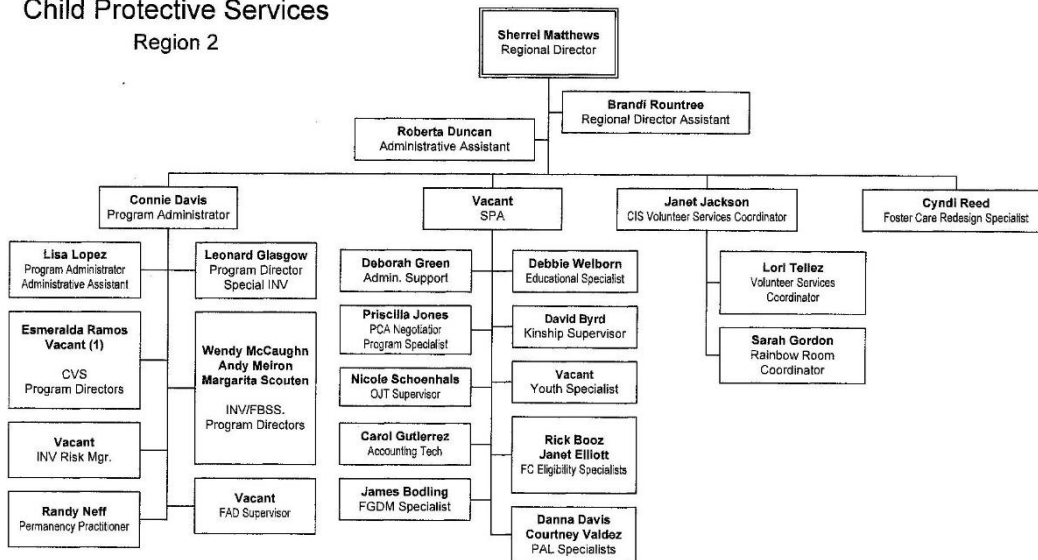 Child Protective Services
Region 2
Sherrel Matthews
Regional Director
Brandi Rountree
Regional Director Assistant
Roberta Duncan
Administrative Assistant
Connie Davis
Program Administrator
Vacant
SPA
Janet Jackson
CIS Volunteer Services Coordinator
Cyndi Reed
Foster Care Redesign Specialist
Lisa Lopez
Program Administrator
Administrative Assistant
Leonard Glasgow
Program Director
Special INV
Esmeralda Ramos
Vacant (1)
CVS
Program Directors
Wendy McCaughn
Andy Meiron
Margarita Scouten
INV/FBSS.
Program Directors
Vacant
INV Risk Mgr.
Randy Neff
Permanency Practitioner
Vacant
FAD Supervisor
Deborah Green
Admin. Support
Debbie Welborn
Educational Specialist
Priscilla Jones
PCA Negotiatior
Program Specialist
David Byrd
Kinship Supervisor
Nicole Schoenhals
OJT Supervisor
Vacant
Youth Specialist
Carol Gutierrez
Accounting Tech
Rick Booz
Janet Elliott
FC Eligibility Specialists
James Bodling
FGDM Specialist
Danna Davis
Courtney Valdez
PAL Specialists
Lori Tellez
Volunteer Services
Coordinator
Sarah Gordon
Rainbow Room
Coordinator